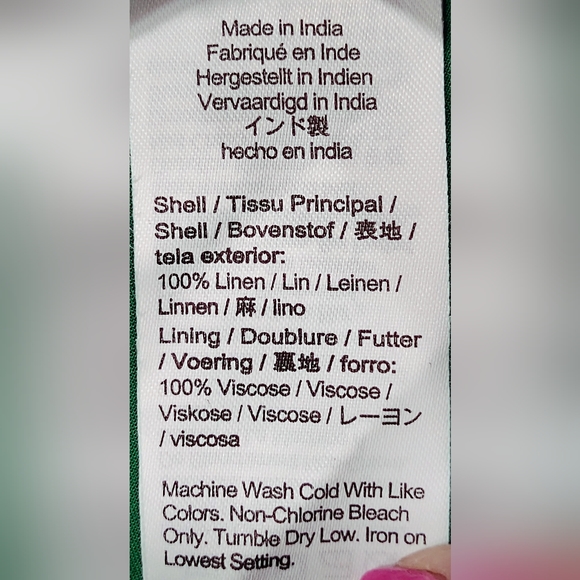 Made in India
Fabriqué en Inde
Hergestellt in Indien
Vervaardigd in India
インド製
hecho en india
Shell / Tissu Principal /
Shell / Bovenstof / 表地 /
tela exterior:
100% Linen / Lin / Leinen /
Linnen / 麻 / lino
Lining / Doublure / Futter
/ Voering / 裏地 / forro:
100% Viscose / Viscose /
Viskose / Viscose / レーヨン
/ viscosa
Machine Wash Cold With Like
Colors. Non-Chlorine Bleach
Only. Tumble Dry Low. Iron on
Lowest Setting.